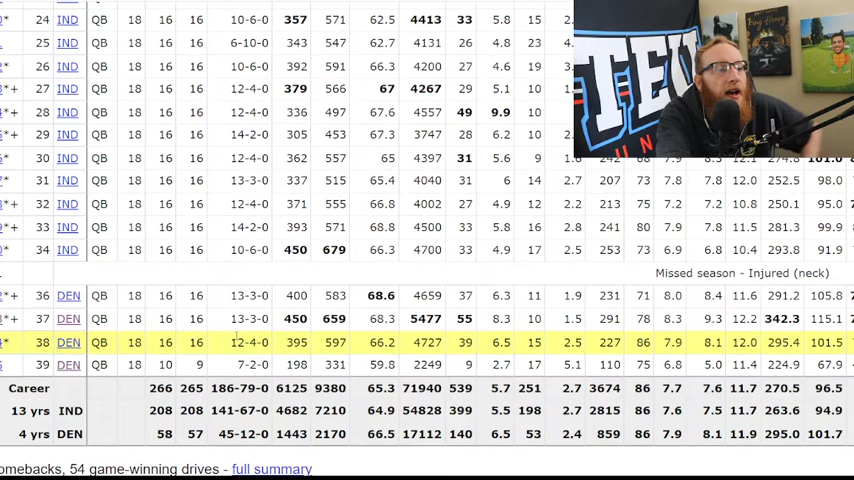 * 24 IND QB 18 16 16 10-6-0 357 571 62.5 4413 33 5.8 15 2.
25 IND QB 18 16 16 6-10-0 343 547 62.7 4131 26 4.8 23 4.
* 26 IND QB 18 16 16 10-6-0 392 591 66.3 4200 27 4.6 19 3.
*+ 27 IND QB 18 16 16 12-4-0 379 566 67 4267 29 5.1 10
*+ 28 IND QB 18 16 16 12-4-0 336 497 67.6 4557 49 9.9 10
*+ 29 IND QB 18 16 16 14-2-0 305 453 67.3 3747 28 6.2 10
* 30 IND QB 18 16 16 12-4-0 362 557 65 4397 31 5.6 9 1.6 242 68 7.9 8.3 12.1 274.8 101.0
* 31 IND QB 18 16 16 13-3-0 337 515 65.4 4040 31 6 14 2.7 207 73 7.8 7.8 12.0 252.5 98.0
*+ 32 IND QB 18 16 16 12-4-0 371 555 66.8 4002 27 4.9 12 2.2 213 75 7.2 7.2 10.8 250.1 95.0
*+ 33 IND QB 18 16 16 14-2-0 393 571 68.8 4500 33 5.8 16 2.8 241 80 7.9 7.8 11.5 281.3 99.9
* 34 IND QB 18 16 16 10-6-0 450 679 66.3 4700 33 4.9 17 2.5 253 73 6.9 6.8 10.4 293.8 91.9
Missed season - Injured (neck)
*+ 36 DEN QB 18 16 16 13-3-0 400 583 68.6 4659 37 6.3 11 1.9 231 71 8.0 8.4 11.6 291.2 105.8
*+ 37 DEN QB 18 16 16 13-3-0 450 659 68.3 5477 55 8.3 10 1.5 291 78 8.3 9.3 12.2 342.3 115.1
4* 38 DEN QB 18 16 16 12-4-0 395 597 66.2 4727 39 6.5 15 2.5 227 86 7.9 8.1 12.0 295.4 101.5
39 DEN QB 18 10 9 7-2-0 198 331 59.8 2249 9 2.7 17 5.1 110 75 6.8 5.0 11.4 224.9 67.9
Career 266 265 186-79-0 6125 9380 65.3 71940 539 5.7 251 2.7 3674 86 7.7 7.6 11.7 270.5 96.5
13 yrs IND 208 208 141-67-0 4682 7210 64.9 54828 399 5.5 198 2.7 2815 86 7.6 7.5 11.7 263.6 94.9
4 yrs DEN 58 57 45-12-0 1443 2170 66.5 17112 140 6.5 53 2.4 859 86 7.9 8.1 11.9 295.0 101.7
omebacks, 54 game-winning drives - full summary